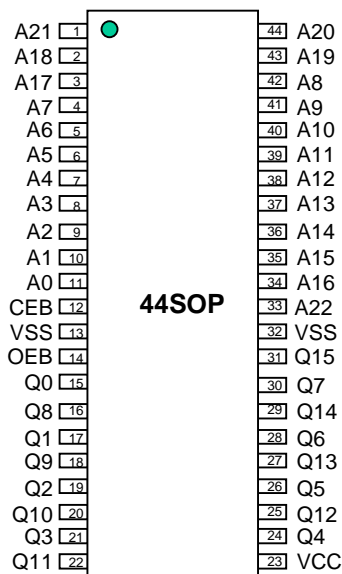 A21 1 44 A20
A18 2 43 A19
A17 3 42 A8
A7 4 41 A9
A6 5 40 A10
A5 6 39 A11
A4 7 38 A12
A3 8 37 A13
A2 9 36 A14
A1 10 35 A15
A0 11 34 A16
CEB 12 44SOP 33 A22
VSS 13 32 VSS
OEB 14 31 Q15
Q0 15 30 Q7
Q8 16 29 Q14
Q1 17 28 Q6
Q9 18 27 Q13
Q2 19 26 Q5
Q10 20 25 Q12
Q3 21 24 Q4
Q11 22 23 VCC